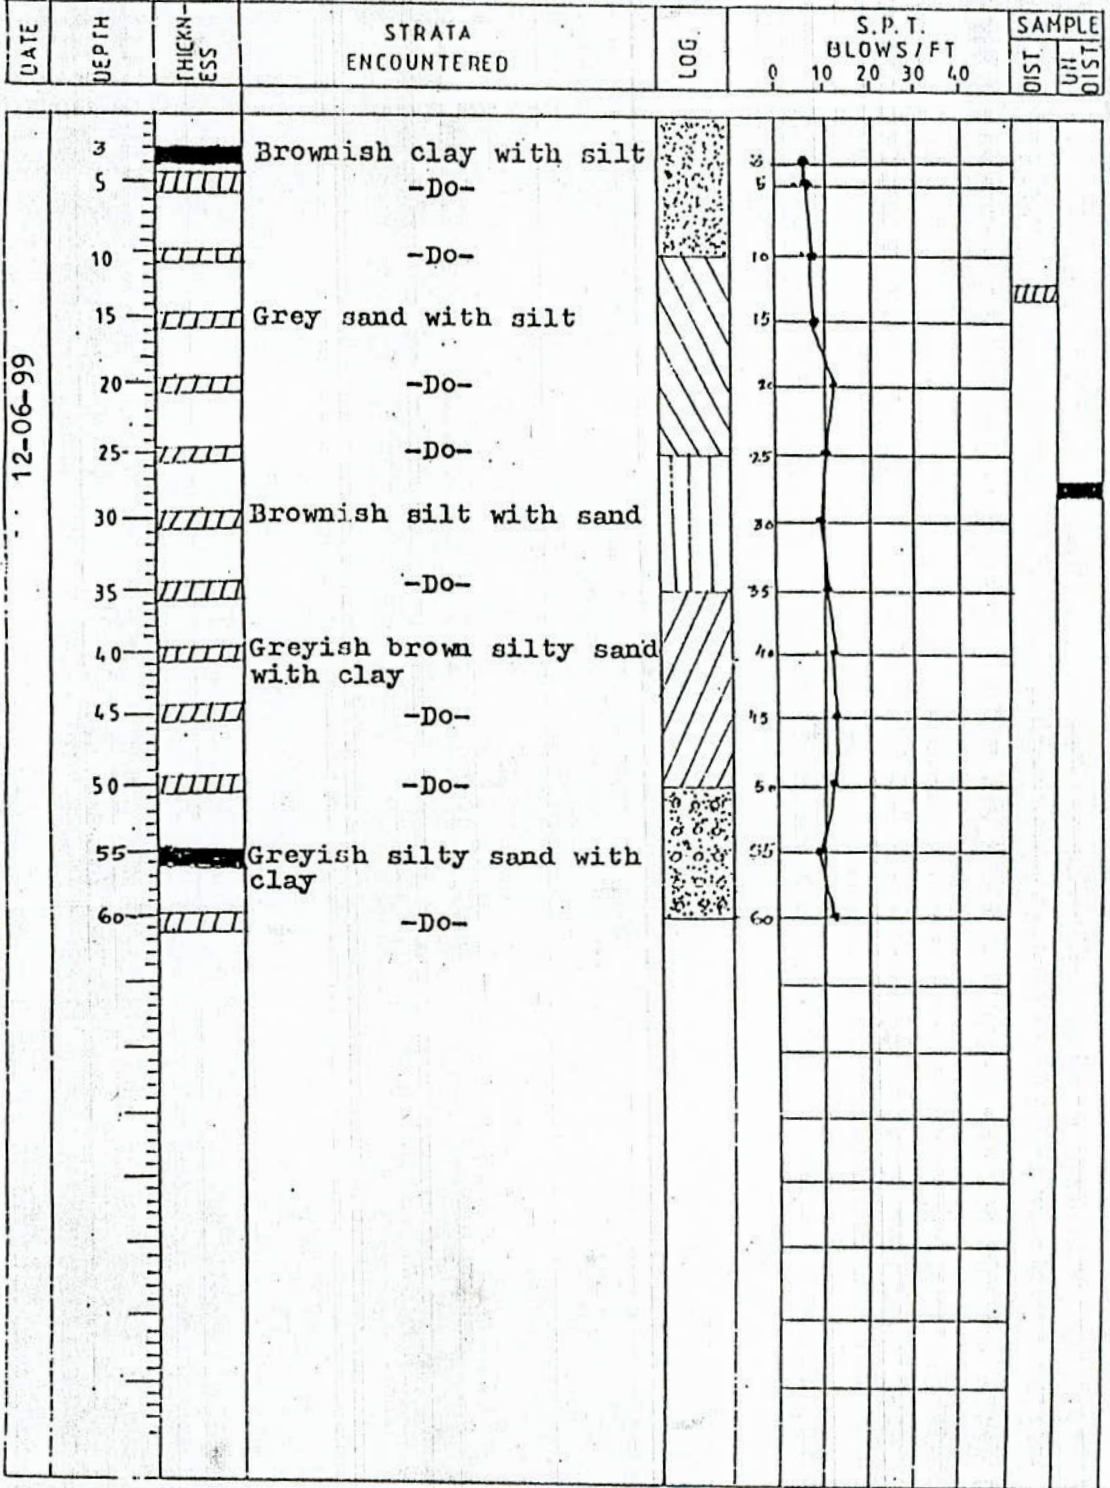 DATE
DEPTH
THICKN-
ESS
STRATA
ENCOUNTERED
LOG.
S.P.T.
BLOWS/FT
0 10 20 30 40
SAMPLE
DIST.
UN
DIST.
12-06-99
3 Brownish clay with silt 3
5 -Do- 5
10 -Do- 10
15 Grey sand with silt 15
20 -Do- 20
25 -Do- 25
30 Brownish silt with sand 30
35 -Do- 35
40 Greyish brown silty sand 40
with clay
45 -Do- 45
50 -Do- 50
55 Greyish silty sand with 55
clay
60 -Do- 60